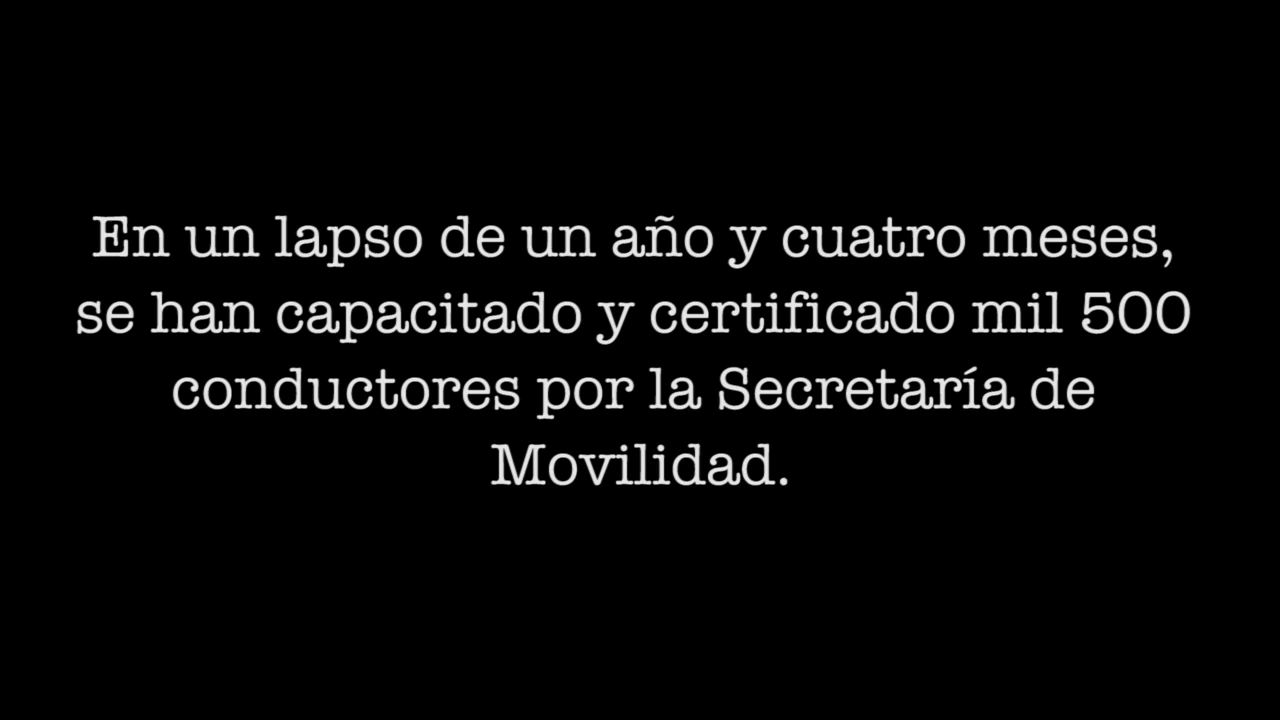 En un lapso de un año y cuatro meses,
se han capacitado y certificado mil 500
conductores por la Secretaría de
Movilidad.